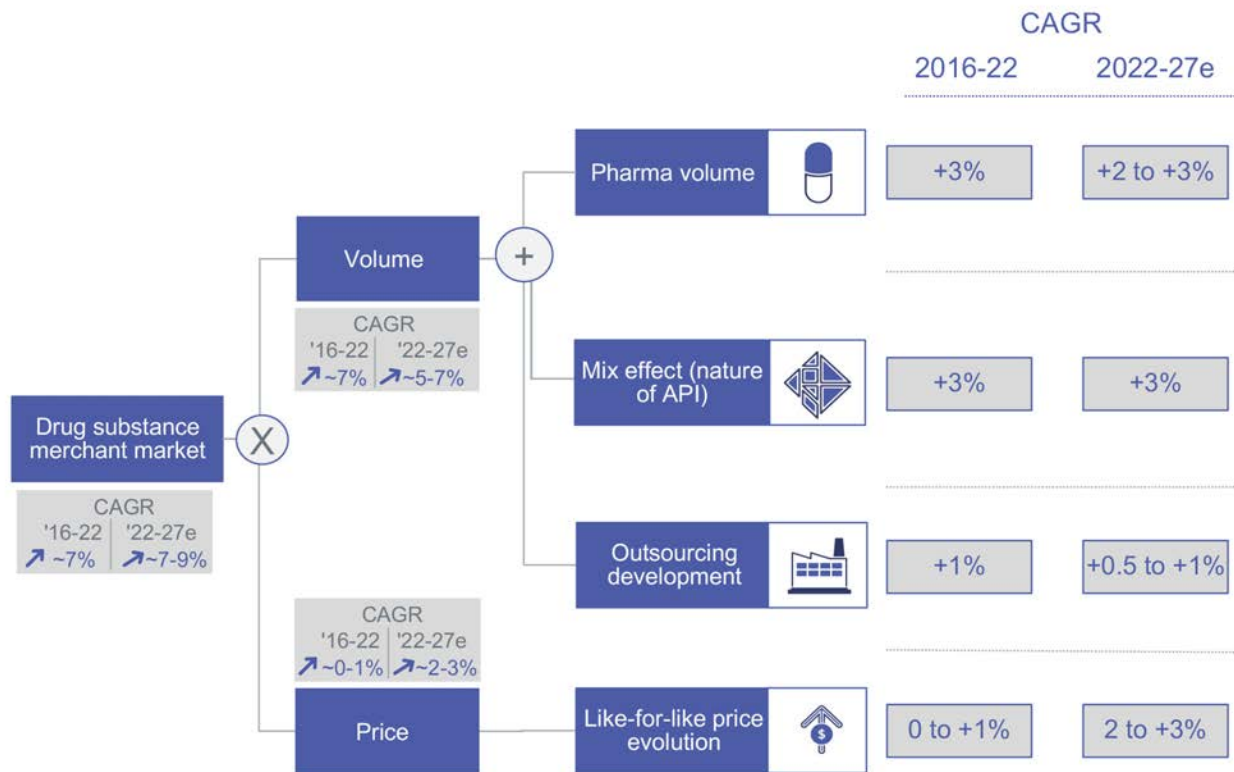 CAGR
2016-22 2022-27e
Pharma volume
+3% +2 to +3%
Volume
+
CAGR
'16-22 '22-27e
~7% ~5-7%
Mix effect (nature
of API)
+3% +3%
Drug substance
merchant market
X
CAGR
'16-22 '22-27e
~7% ~7-9%
Outsourcing
development
+1% +0.5 to +1%
CAGR
'16-22 '22-27e
~0-1% ~2-3%
Price
Like-for-like price
evolution
$
0 to +1% 2 to +3%